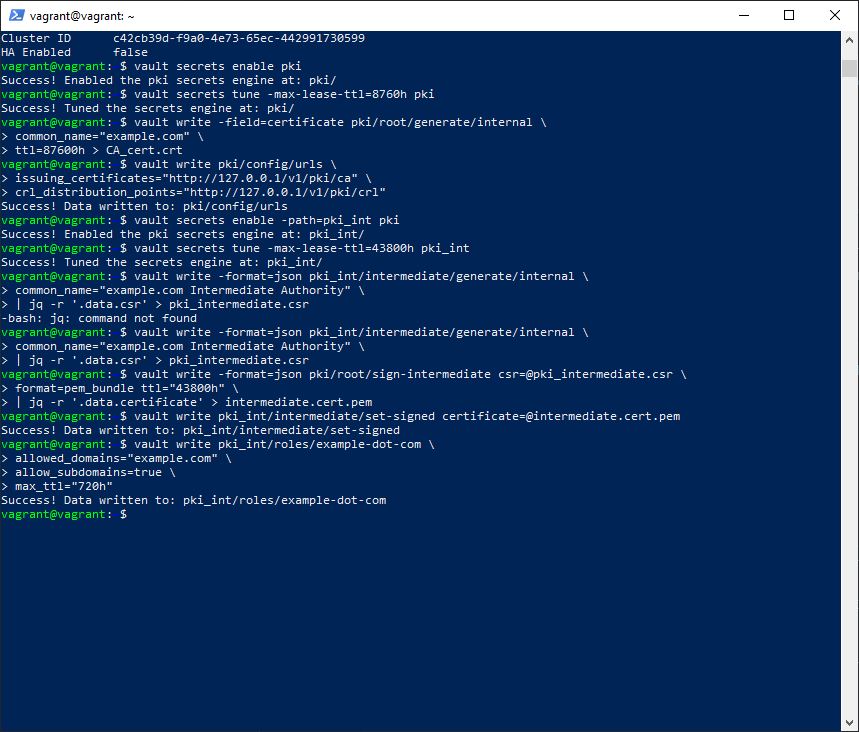 vagrant@vagrant: ~
Cluster ID      c42cb39d-f9a0-4e73-65ec-442991730599
HA Enabled      false
vagrant@vagrant: $ vault secrets enable pki
Success! Enabled the pki secrets engine at: pki/
vagrant@vagrant: $ vault secrets tune -max-lease-ttl=8760h pki
Success! Tuned the secrets engine at: pki/
vagrant@vagrant: $ vault write -field=certificate pki/root/generate/internal \
> common_name="example.com" \
> ttl=87600h > CA_cert.crt
vagrant@vagrant: $ vault write pki/config/urls \
> issuing_certificates="http://127.0.0.1/v1/pki/ca" \
> crl_distribution_points="http://127.0.0.1/v1/pki/crl"
Success! Data written to: pki/config/urls
vagrant@vagrant: $ vault secrets enable -path=pki_int pki
Success! Enabled the pki secrets engine at: pki_int/
vagrant@vagrant: $ vault secrets tune -max-lease-ttl=43800h pki_int
Success! Tuned the secrets engine at: pki_int/
vagrant@vagrant: $ vault write -format=json pki_int/intermediate/generate/internal \
> common_name="example.com Intermediate Authority" \
> | jq -r '.data.csr' > pki_intermediate.csr
-bash: jq: command not found
vagrant@vagrant: $ vault write -format=json pki_int/intermediate/generate/internal \
> common_name="example.com Intermediate Authority" \
> | jq -r '.data.csr' > pki_intermediate.csr
vagrant@vagrant: $ vault write -format=json pki/root/sign-intermediate csr=@pki_intermediate.csr \
> format=pem_bundle ttl="43800h" \
> | jq -r '.data.certificate' > intermediate.cert.pem
vagrant@vagrant: $ vault write pki_int/intermediate/set-signed certificate=@intermediate.cert.pem
Success! Data written to: pki_int/intermediate/set-signed
vagrant@vagrant: $ vault write pki_int/roles/example-dot-com \
> allowed_domains="example.com" \
> allow_subdomains=true \
> max_ttl="720h"
Success! Data written to: pki_int/roles/example-dot-com
vagrant@vagrant: $